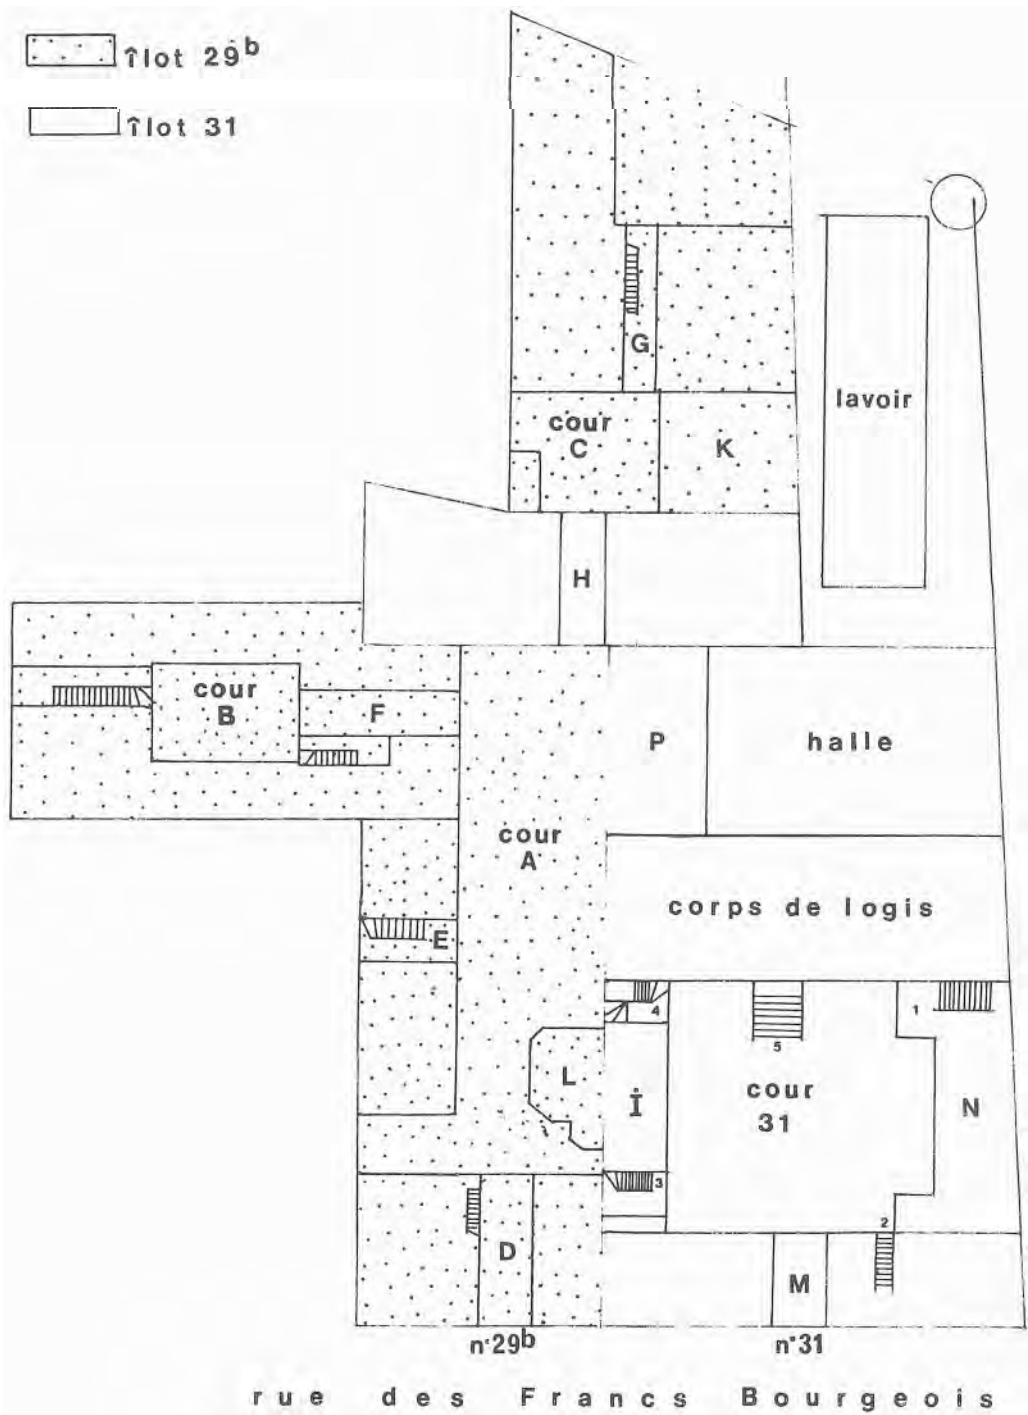 îlot 29b
îlot 31
G
lavoir
cour
C
K
H
cour
B
F
P
halle
cour
A
corps de logis
E
4
1
5
L
I
cour
31
N
3
2
D
M
n°29b
n°31
rue des Francs Bourgeois